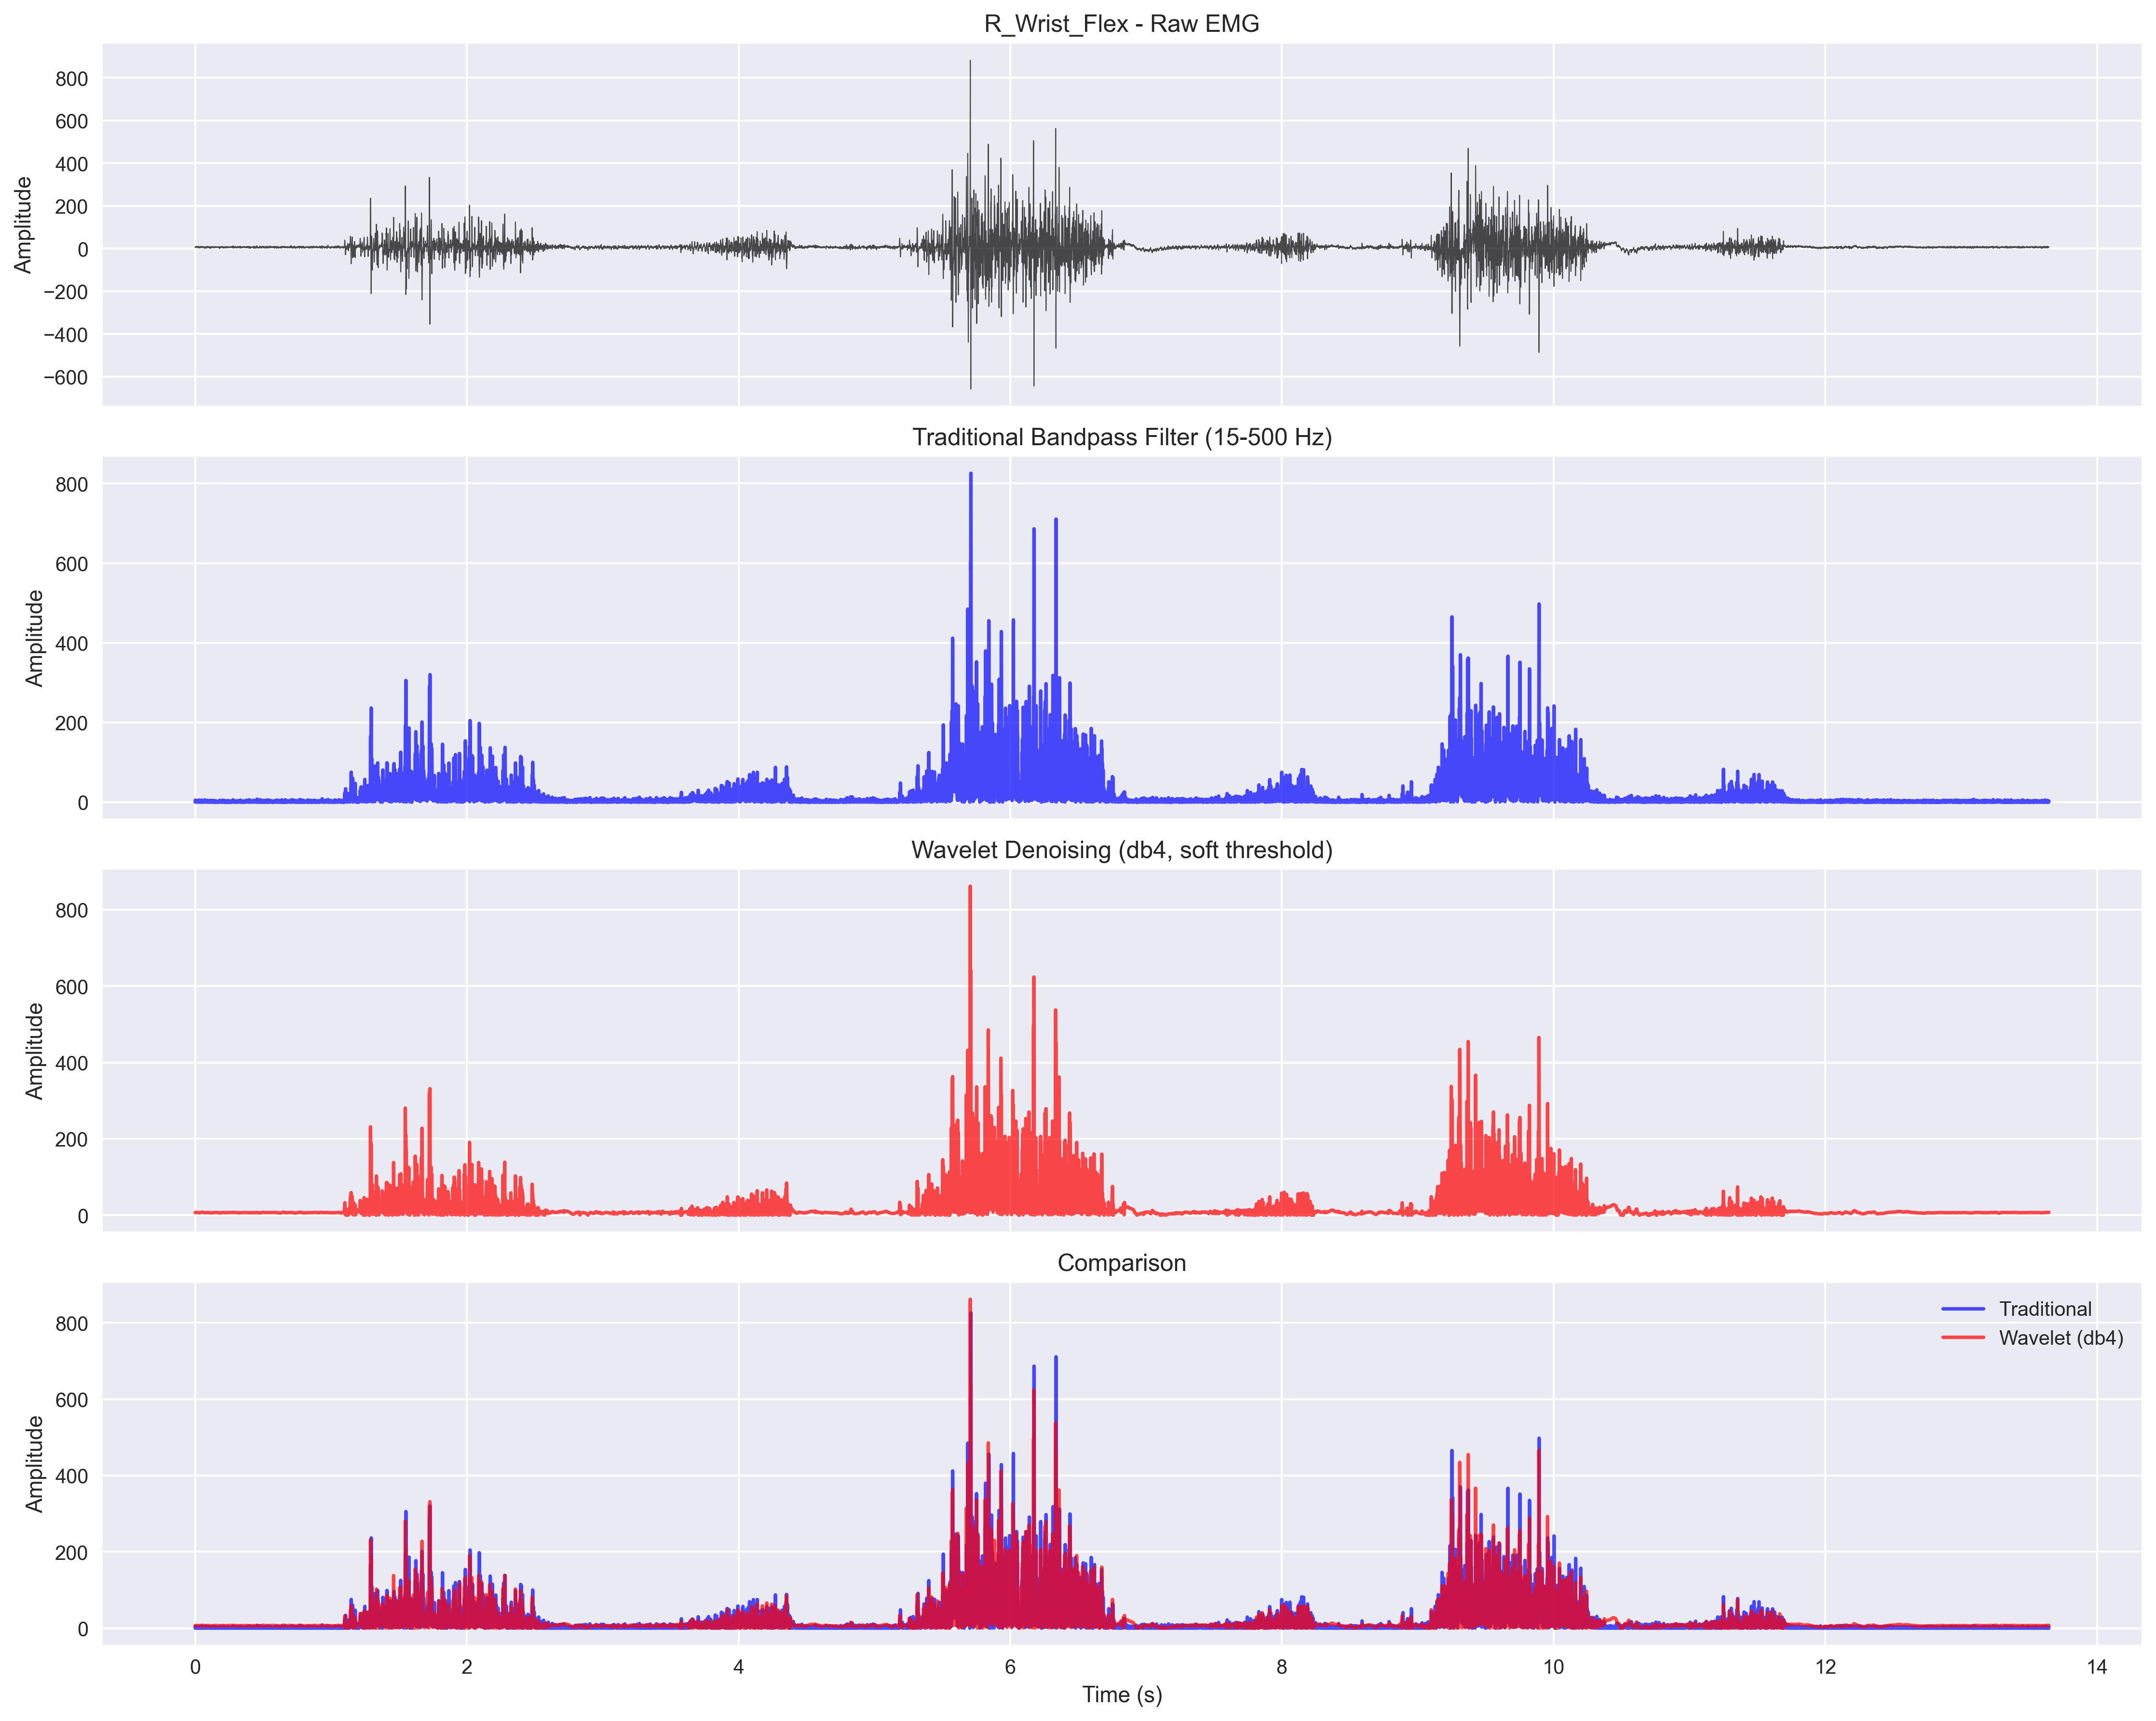 R_Wrist_Flex - Raw EMG
800
600
400
200
0
−200
−400
−600
Amplitude
Traditional Bandpass Filter (15-500 Hz)
800
600
400
200
0
Amplitude
Wavelet Denoising (db4, soft threshold)
800
600
400
200
0
Amplitude
Comparison
800
600
400
200
0
Amplitude
Traditional
Wavelet (db4)
0 2 4 6 8 10 12 14
Time (s)